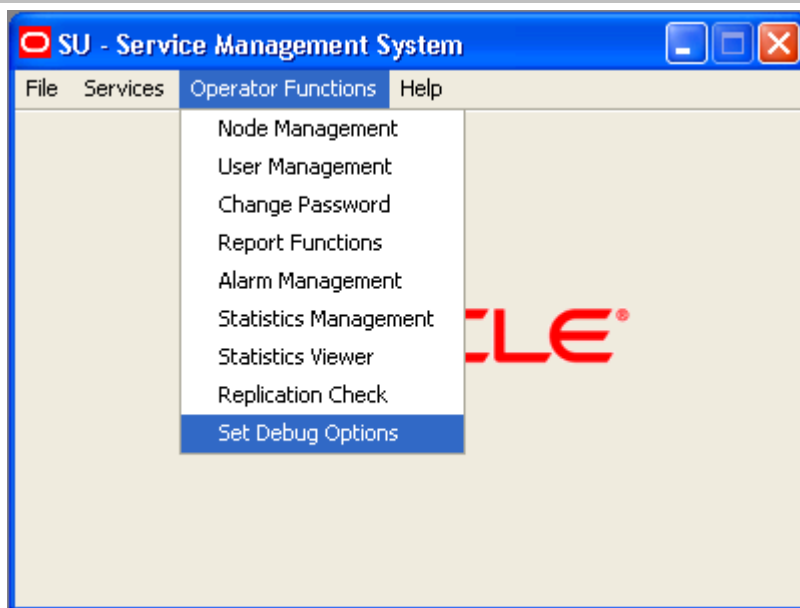 SU - Service Management System
File Services Operator Functions Help
Node Management
User Management
Change Password
Report Functions
Alarm Management
Statistics Management
Statistics Viewer
Replication Check
Set Debug Options
CLE®